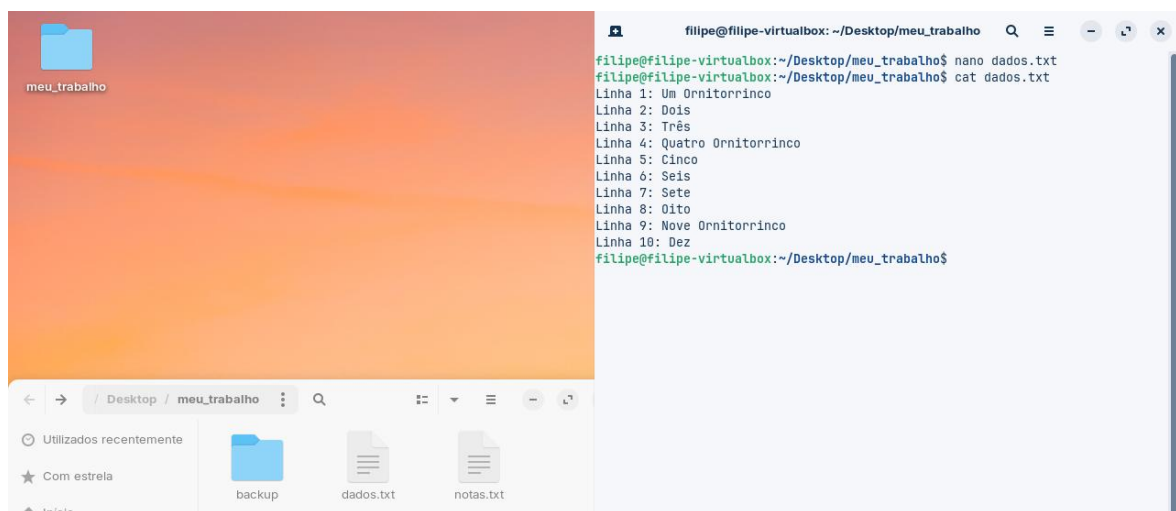 meu_trabalho
/ Desktop / meu_trabalho
Utilizados recentemente
Com estrela
Início
backup
dados.txt
notas.txt
filipe@filipe-virtualbox: ~/Desktop/meu_trabalho
filipe@filipe-virtualbox:~/Desktop/meu_trabalho$ nano dados.txt
filipe@filipe-virtualbox:~/Desktop/meu_trabalho$ cat dados.txt
Linha 1: Um Ornitorrinco
Linha 2: Dois
Linha 3: Três
Linha 4: Quatro Ornitorrinco
Linha 5: Cinco
Linha 6: Seis
Linha 7: Sete
Linha 8: Oito
Linha 9: Nove Ornitorrinco
Linha 10: Dez
filipe@filipe-virtualbox:~/Desktop/meu_trabalho$